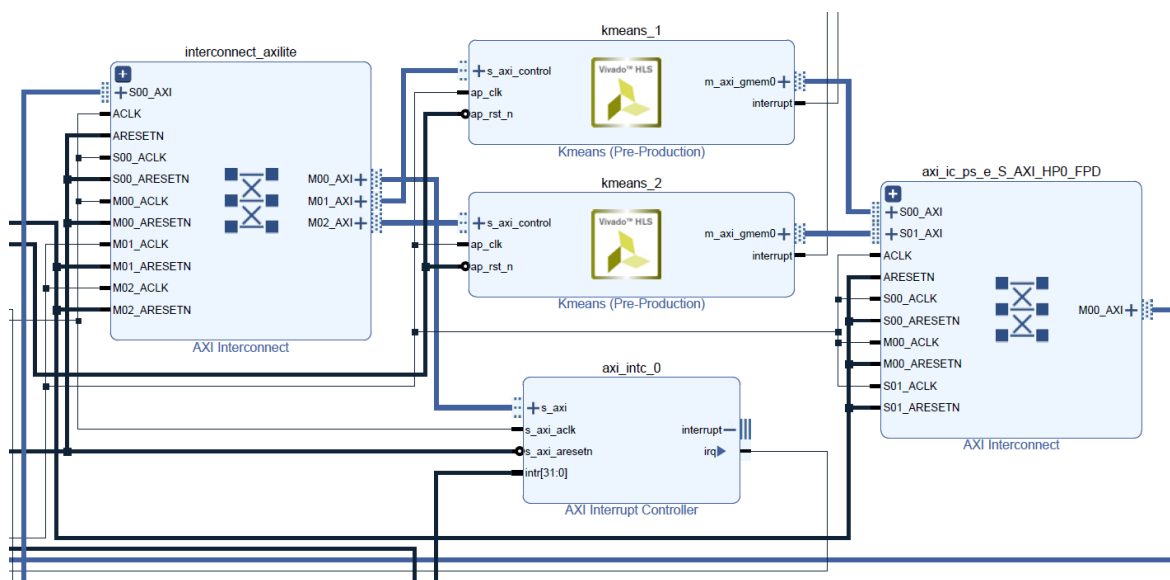 interconnect_axilite
S00_AXI
ACLK
ARESETN
S00_ACLK
S00_ARESETN
M00_ACLK
M00_ARESETN
M01_ACLK
M01_ARESETN
M02_ACLK
M02_ARESETN
M00_AXI
M01_AXI
M02_AXI
AXI Interconnect
kmeans_1
s_axi_control
ap_clk
ap_rst_n
Vivado™ HLS
m_axi_gmem0
interrupt
Kmeans (Pre-Production)
kmeans_2
s_axi_control
ap_clk
ap_rst_n
Vivado™ HLS
m_axi_gmem0
interrupt
Kmeans (Pre-Production)
axi_intc_0
s_axi
s_axi_aclk
s_axi_aresetn
intr[31:0]
interrupt
irq
AXI Interrupt Controller
axi_ic_ps_e_S_AXI_HP0_FPD
S00_AXI
S01_AXI
ACLK
ARESETN
S00_ACLK
S00_ARESETN
M00_ACLK
M00_ARESETN
S01_ACLK
S01_ARESETN
M00_AXI
AXI Interconnect